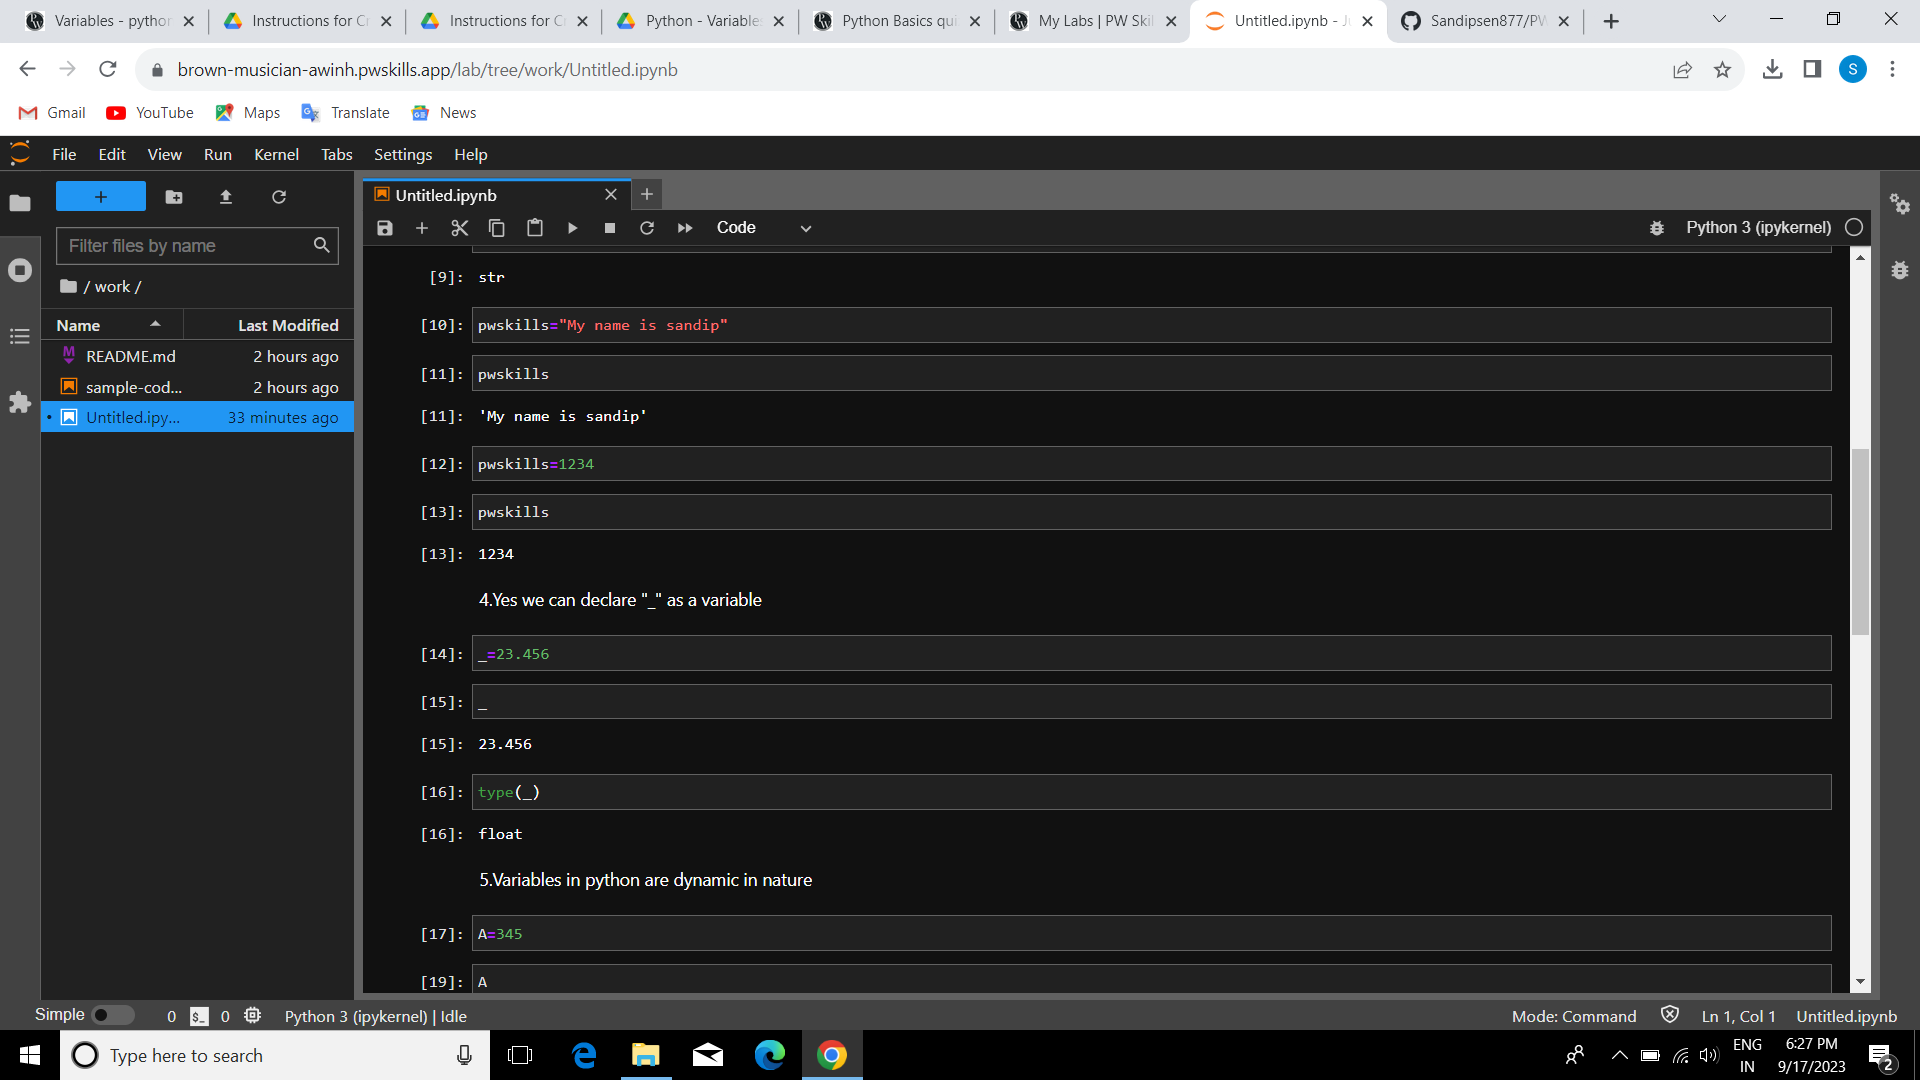 Variables - python
Instructions for Cr
Instructions for C
Python - Variable
Python Basics qui
My Labs | PW Skil
Untitled.ipynb - Ju
Sandipsen877/PW
brown-musician-awinh.pwskills.app/lab/tree/work/Untitled.ipynb
S
Gmail
YouTube
Maps
Translate
News
File
Edit
View
Run
Kernel
Tabs
Settings
Help
Filter files by name
/ work /
Name
Last Modified
README.md
2 hours ago
sample-cod...
2 hours ago
Untitled.ipy...
33 minutes ago
Untitled.ipynb
Code
Python 3 (ipykernel)
[9]: str
[10]: pwskills="My name is sandip"
[11]: pwskills
[11]: 'My name is sandip'
[12]: pwskills=1234
[13]: pwskills
[13]: 1234
4.Yes we can declare "_" as a variable
[14]: _=23.456
[15]: _
[15]: 23.456
[16]: type(_)
[16]: float
5.Variables in python are dynamic in nature
[17]: A=345
[19]: A
Simple
0
$_
0
Python 3 (ipykernel) | Idle
Mode: Command
Ln 1, Col 1
Untitled.ipynb
Type here to search
ENG
IN
6:27 PM
9/17/2023
2